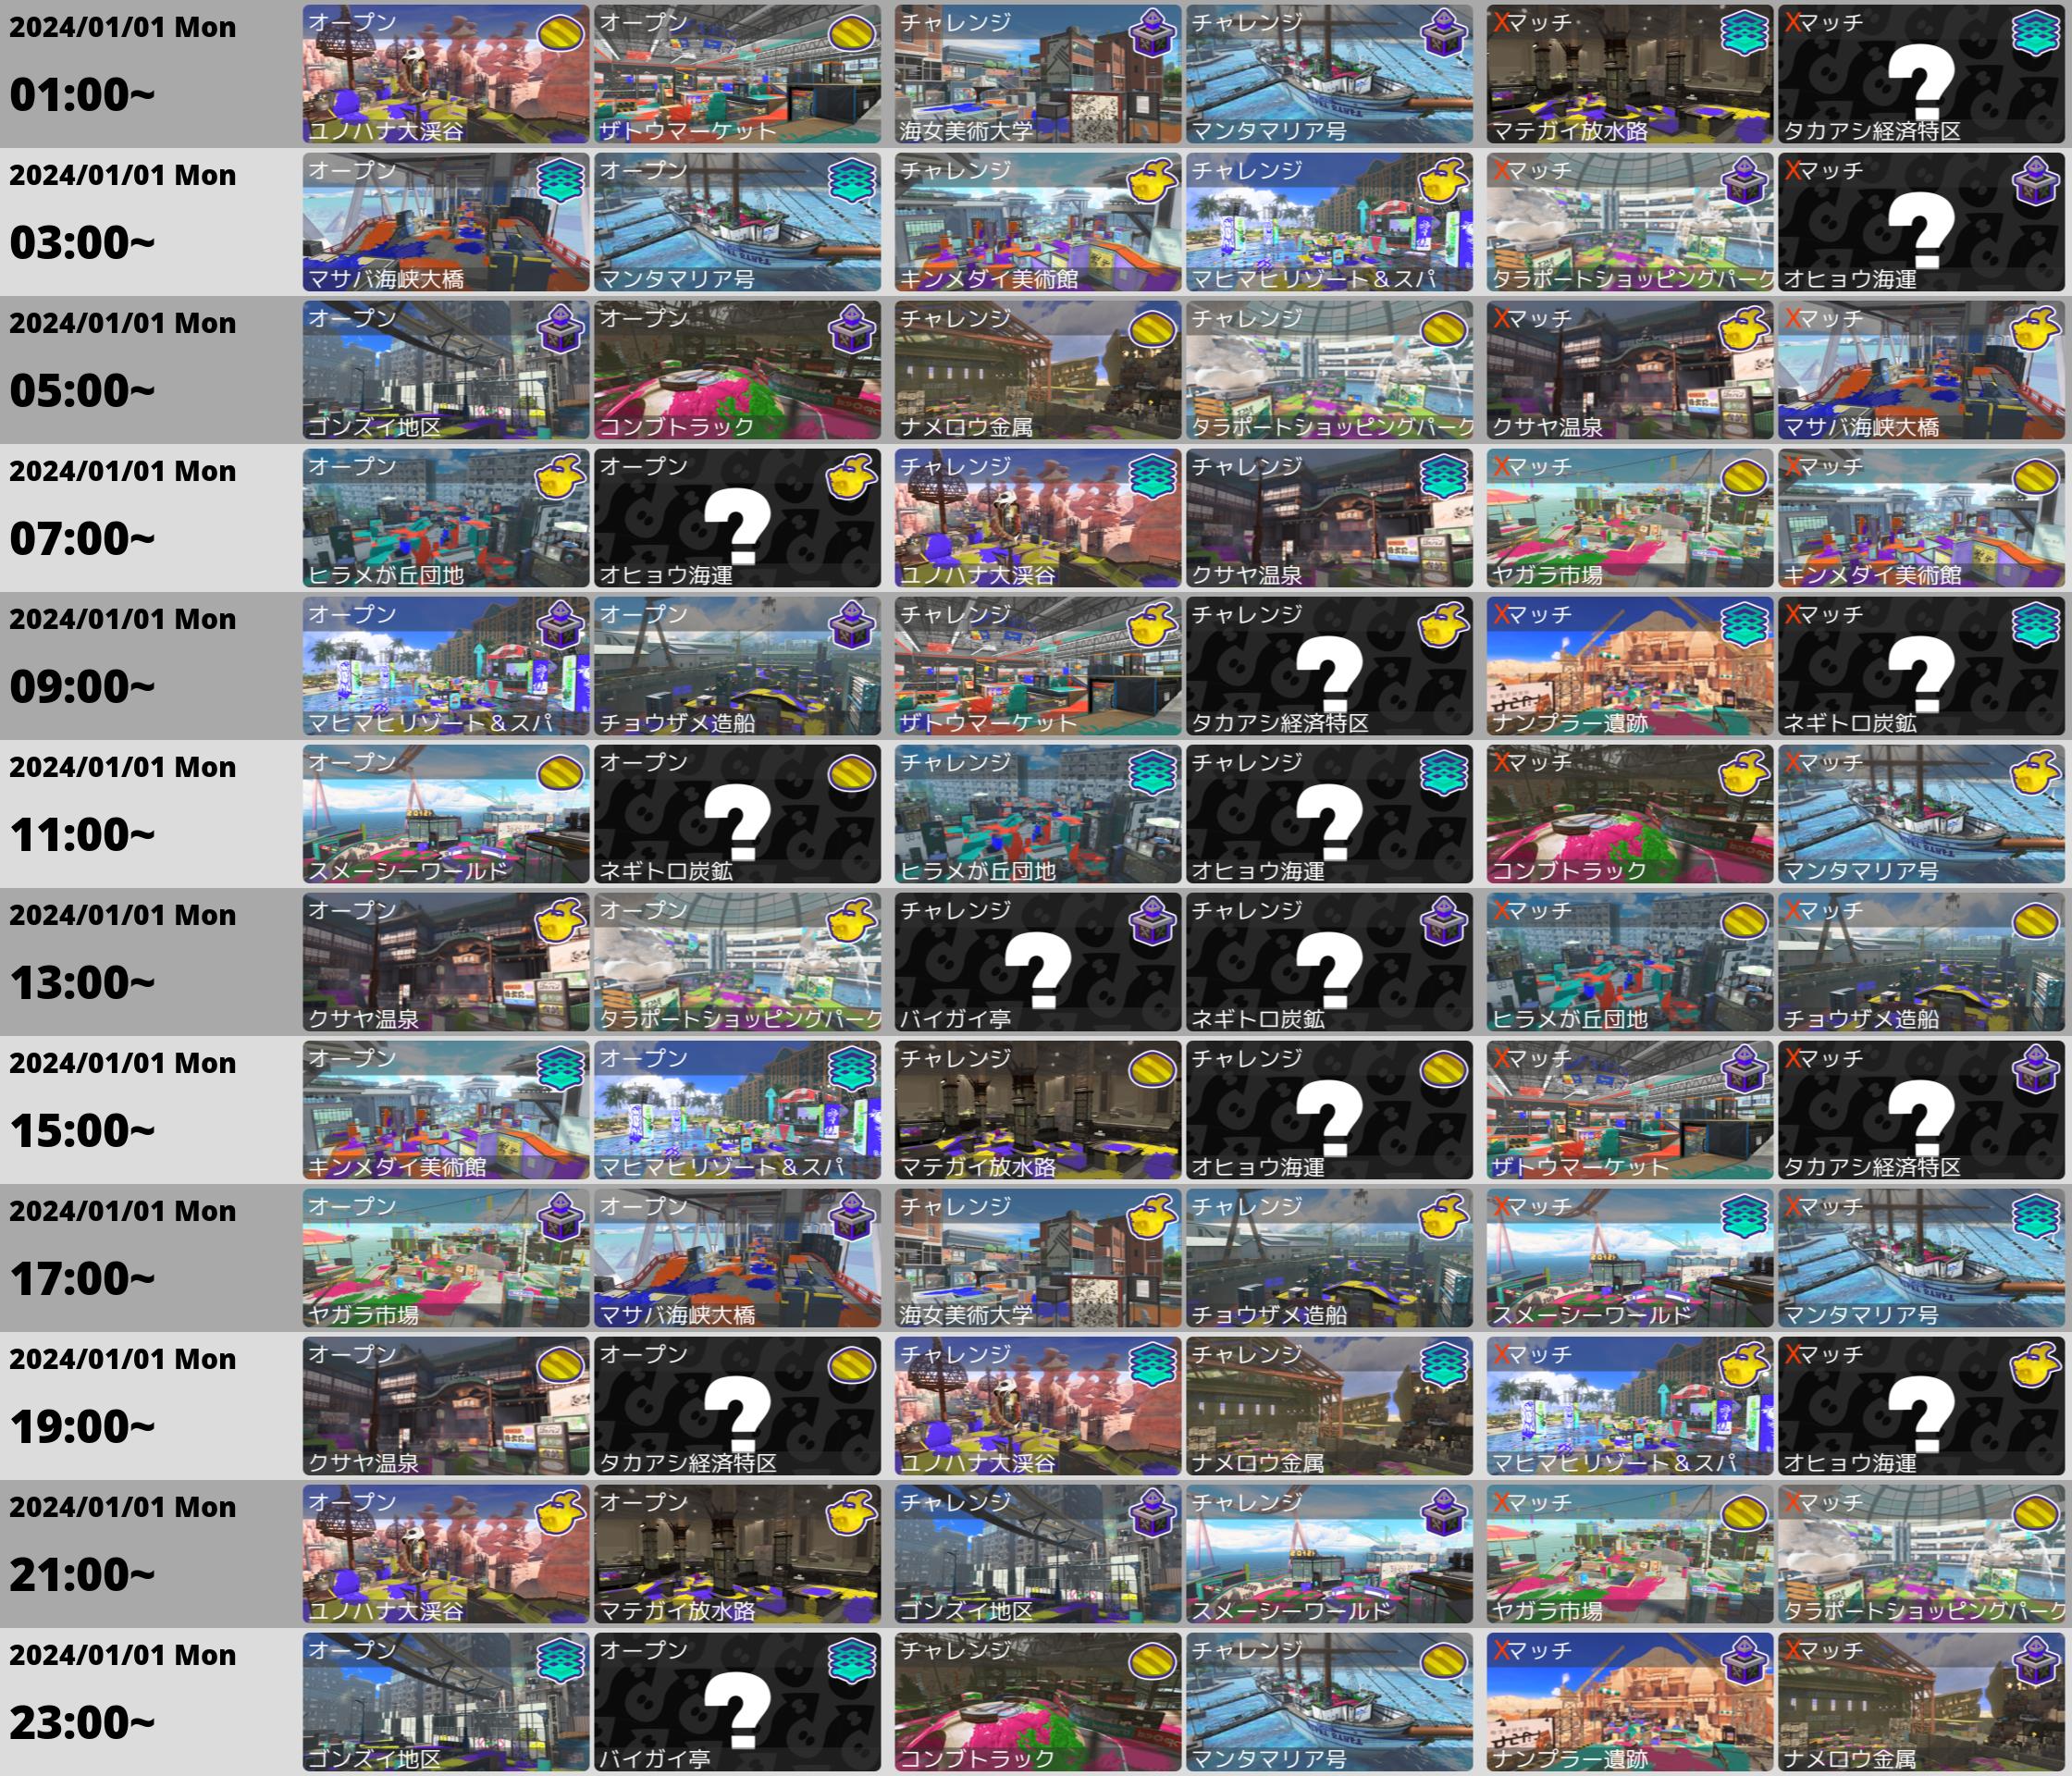 2024/01/01 Mon
01:00~
オープン オープン チャレンジ チャレンジ Xマッチ Xマッチ
ユノハナ大渓谷 ザトウマーケット 海女美術大学 マンタマリア号 マテガイ放水路 タカアシ経済特区
2024/01/01 Mon
03:00~
オープン オープン チャレンジ チャレンジ Xマッチ Xマッチ
マサバ海峡大橋 マンタマリア号 キンメダイ美術館 マヒマヒリゾート&スパ タラポートショッピングパーク オヒョウ海運
2024/01/01 Mon
05:00~
オープン オープン チャレンジ チャレンジ Xマッチ Xマッチ
ゴンズイ地区 コンブトラック ナメロウ金属 タラポートショッピングパーク クサヤ温泉 マサバ海峡大橋
2024/01/01 Mon
07:00~
オープン オープン チャレンジ チャレンジ Xマッチ Xマッチ
ヒラメが丘団地 オヒョウ海運 ユノハナ大渓谷 クサヤ温泉 ヤガラ市場 キンメダイ美術館
2024/01/01 Mon
09:00~
オープン オープン チャレンジ チャレンジ Xマッチ Xマッチ
マヒマヒリゾート&スパ チョウザメ造船 ザトウマーケット タカアシ経済特区 ナンプラー遺跡 ネギトロ炭鉱
2024/01/01 Mon
11:00~
オープン オープン チャレンジ チャレンジ Xマッチ Xマッチ
スメーシーワールド ネギトロ炭鉱 ヒラメが丘団地 オヒョウ海運 コンブトラック マンタマリア号
2024/01/01 Mon
13:00~
オープン オープン チャレンジ チャレンジ Xマッチ Xマッチ
クサヤ温泉 タラポートショッピングパーク バイガイ亭 ネギトロ炭鉱 ヒラメが丘団地 チョウザメ造船
2024/01/01 Mon
15:00~
オープン オープン チャレンジ チャレンジ Xマッチ Xマッチ
キンメダイ美術館 マヒマヒリゾート&スパ マテガイ放水路 オヒョウ海運 ザトウマーケット タカアシ経済特区
2024/01/01 Mon
17:00~
オープン オープン チャレンジ チャレンジ Xマッチ Xマッチ
ヤガラ市場 マサバ海峡大橋 海女美術大学 チョウザメ造船 スメーシーワールド マンタマリア号
2024/01/01 Mon
19:00~
オープン オープン チャレンジ チャレンジ Xマッチ Xマッチ
クサヤ温泉 タカアシ経済特区 ユノハナ大渓谷 ナメロウ金属 マヒマヒリゾート&スパ オヒョウ海運
2024/01/01 Mon
21:00~
オープン オープン チャレンジ チャレンジ Xマッチ Xマッチ
ユノハナ大渓谷 マテガイ放水路 ゴンズイ地区 スメーシーワールド ヤガラ市場 タラポートショッピングパーク
2024/01/01 Mon
23:00~
オープン オープン チャレンジ チャレンジ Xマッチ Xマッチ
ゴンズイ地区 バイガイ亭 コンブトラック マンタマリア号 ナンプラー遺跡 ナメロウ金属